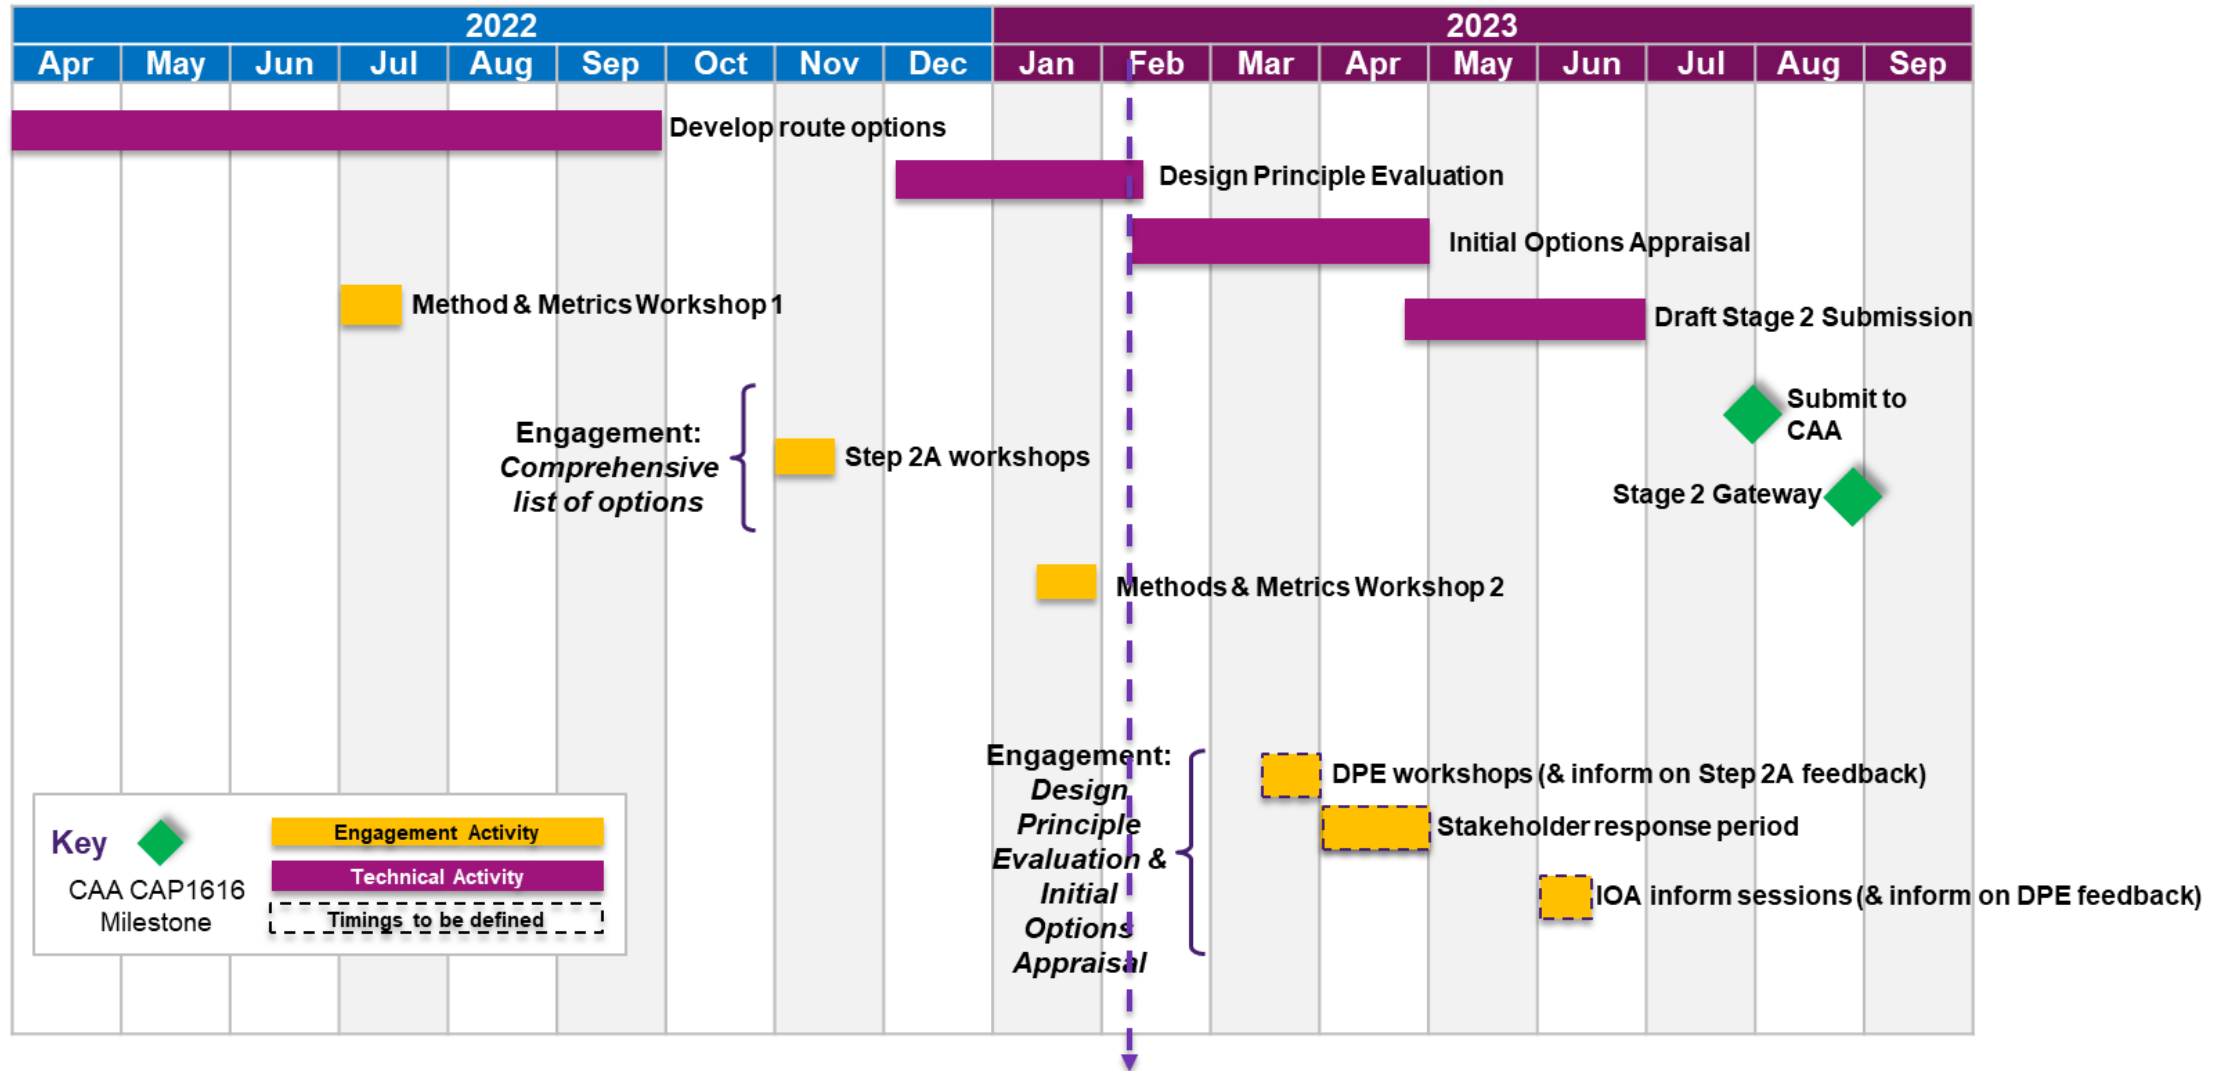 2022
2023
Apr May Jun Jul Aug Sep Oct Nov Dec Jan Feb Mar Apr May Jun Jul Aug Sep
Develop route options
Design Principle Evaluation
Initial Options Appraisal
Method & Metrics Workshop 1
Draft Stage 2 Submission
Submit to
CAA
Engagement:
Comprehensive
list of options
Step 2A workshops
Stage 2 Gateway
Methods & Metrics Workshop 2
Engagement:
Design
Principle
Evaluation &
Initial
Options
Appraisal
DPE workshops (& inform on Step 2A feedback)
Stakeholder response period
IOA inform sessions (& inform on DPE feedback)
Key
CAA CAP1616
Milestone
Engagement Activity
Technical Activity
Timings to be defined